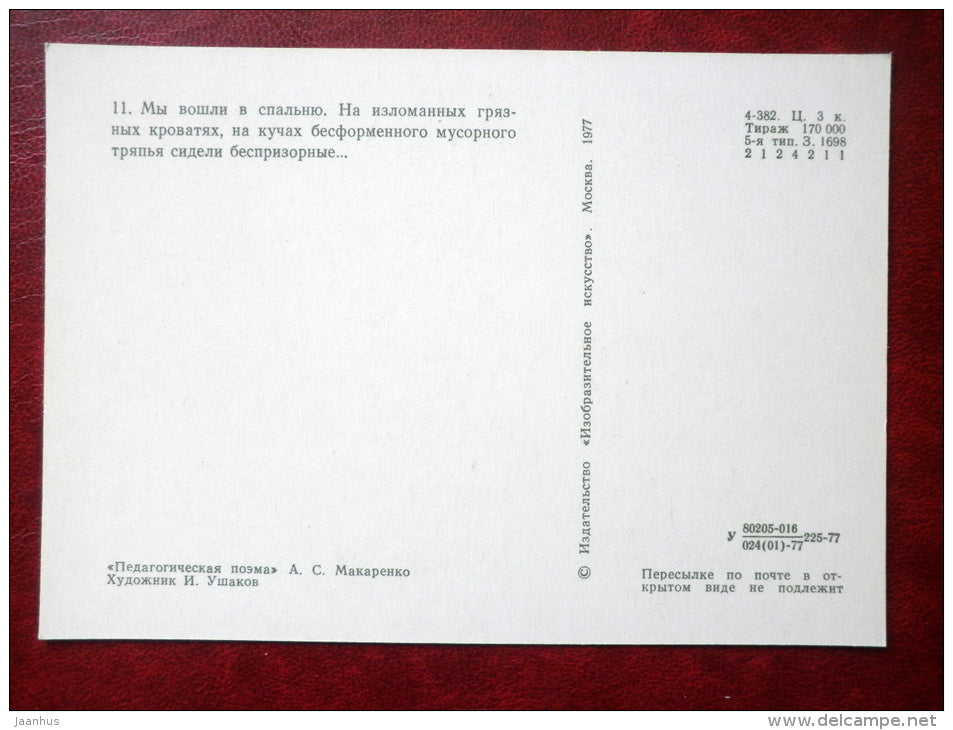 11. Мы вошли в спальню. На изломанных гряз-
ных кроватях, на кучах бесформенного мусорного
тряпья сидели беспризорные...
4-382. Ц. 3 к.
Тираж 170 000
5-я тип. З. 1698
2 1 2 4 2 1 1
© Издательство «Изобразительное искусство». Москва. 1977
У 80205-016
024(01)-77 225-77
«Педагогическая поэма» А. С. Макаренко
Художник И. Ушаков
Пересылке по почте в от-
крытом виде не подлежит
jaanhus
www.delcampe.net